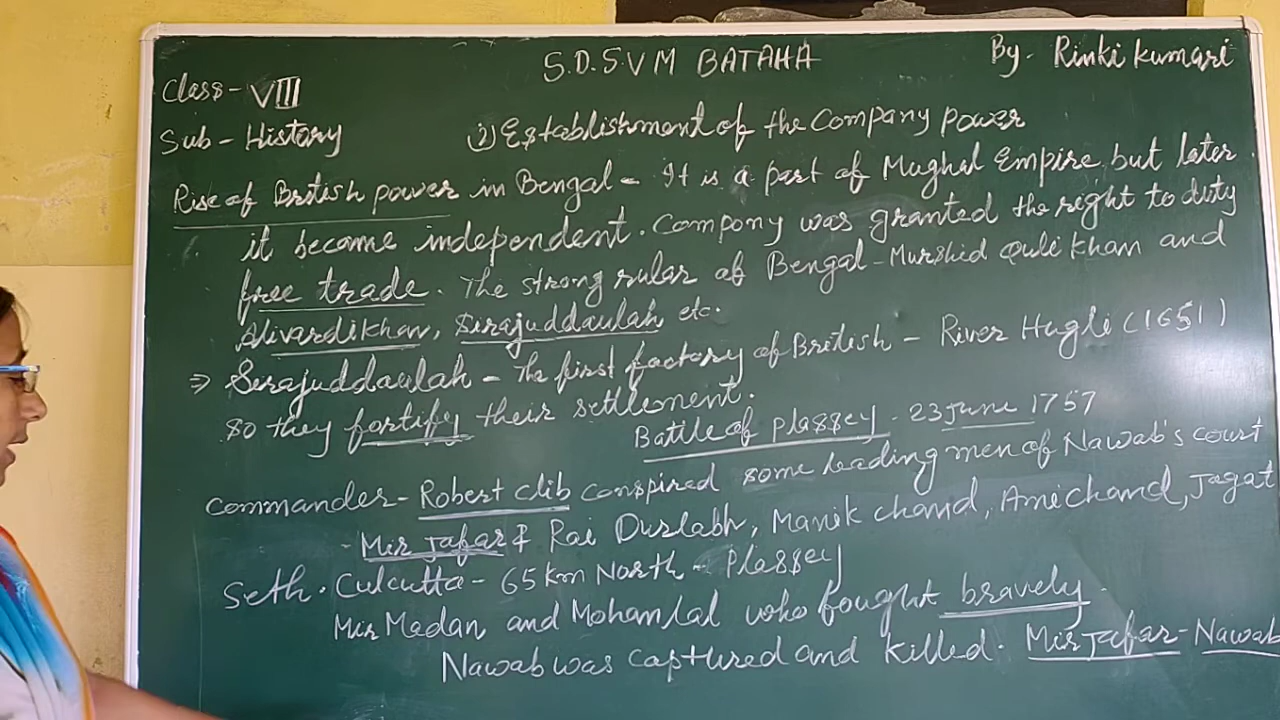 S.D.S V M BATAHA
By- Rinki kumari
Class- VIII
Sub - History
2) Establishment of the Company power
Rise of British power in Bengal - It is a part of Mughal Empire but later
it became independent. Company was granted the right to duty
free trade. The strong rular of Bengal - Murshid Quli Khan and
Alivardikhan, Sirajuddaulah etc.
⇒ Serajuddaulah - The first factory of British - River Hugli (1651)
so they fortify their settlement.
Battle of plassey - 23 June 1757
Commander- Robert Clib conspired some leading men of Nawab's court
- Mir Jafar & Rai Durlabh, Manik chand, Amichand, Jagat
Seth. Culcutta - 65 km North - Plassey
Mir Madan and Mohanlal who fought bravely.
Nawab was captured and killed. Mir Jafar - Nawab